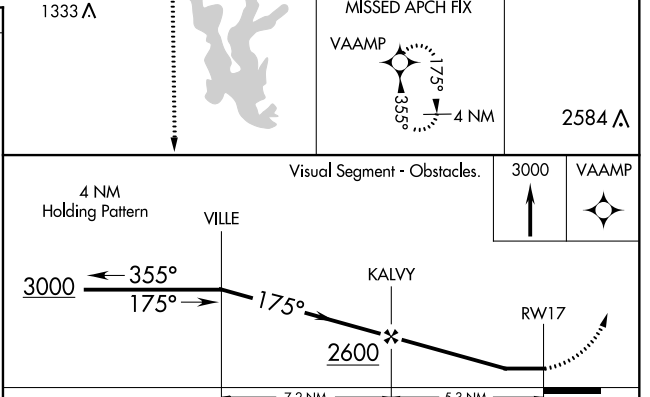 1333
MISSED APCH FIX
VAAMP
175°
355°
4 NM
2584
Visual Segment - Obstacles.
3000
VAAMP
4 NM
Holding Pattern
VILLE
KALVY
RW17
3000
355°
175°
175°
2600
7.2 NM
5.3 NM